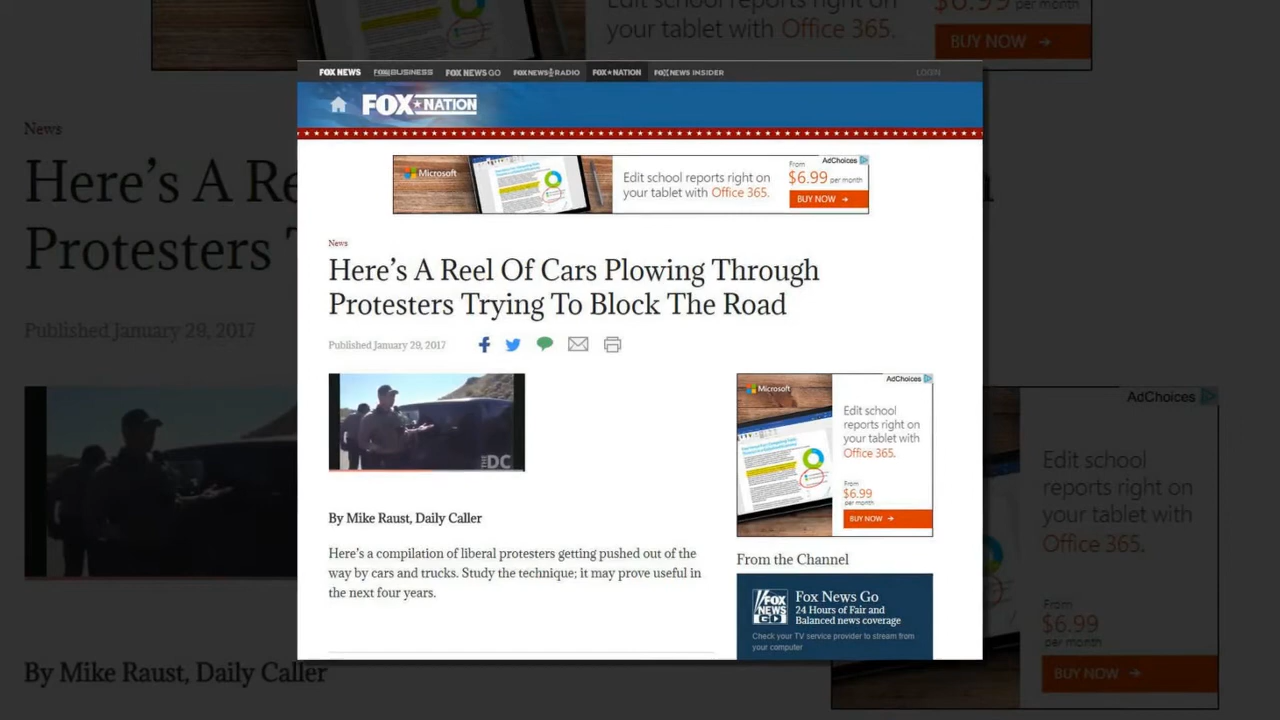 Edit school reports right on
your tablet with Office 365.
$6.99 per month
BUY NOW →
FOX NEWS FOX BUSINESS FOX NEWS GO FOX NEWS RADIO FOX★NATION FOX NEWS INSIDER LOGIN
FOX★NATION
Microsoft
Edit school reports right on
your tablet with Office 365.
From
$6.99 per month
BUY NOW →
AdChoices
News
Here's A Re
Protesters
Published January 29, 2017
News
Here’s A Reel Of Cars Plowing Through
Protesters Trying To Block The Road
Published January 29, 2017
THE DC
AdChoices
Microsoft
Edit school
reports right on
your tablet with
Office 365.
From
$6.99
per month
BUY NOW →
By Mike Raust, Daily Caller
Here's a compilation of liberal protesters getting pushed out of the
way by cars and trucks. Study the technique; it may prove useful in
the next four years.
From the Channel
FOX NEWS GO
Fox News Go
24 Hours of Fair and
Balanced news coverage
Check your TV service provider to stream from
your computer
By Mike Raust, Daily Caller
AdChoices
Edit school
reports right on
your tablet with
Office 365.
From
$6.99
per month
BUY NOW →